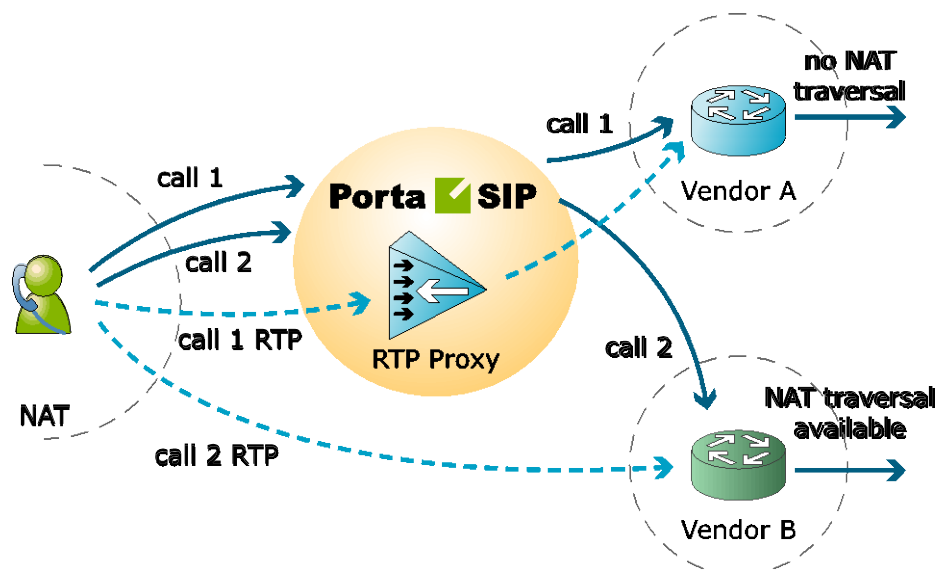 no NAT
traversal
call 1
Vendor A
call 1
Porta SIP
call 2
call 1 RTP
RTP Proxy
call 2
NAT
NAT traversal
available
call 2 RTP
Vendor B